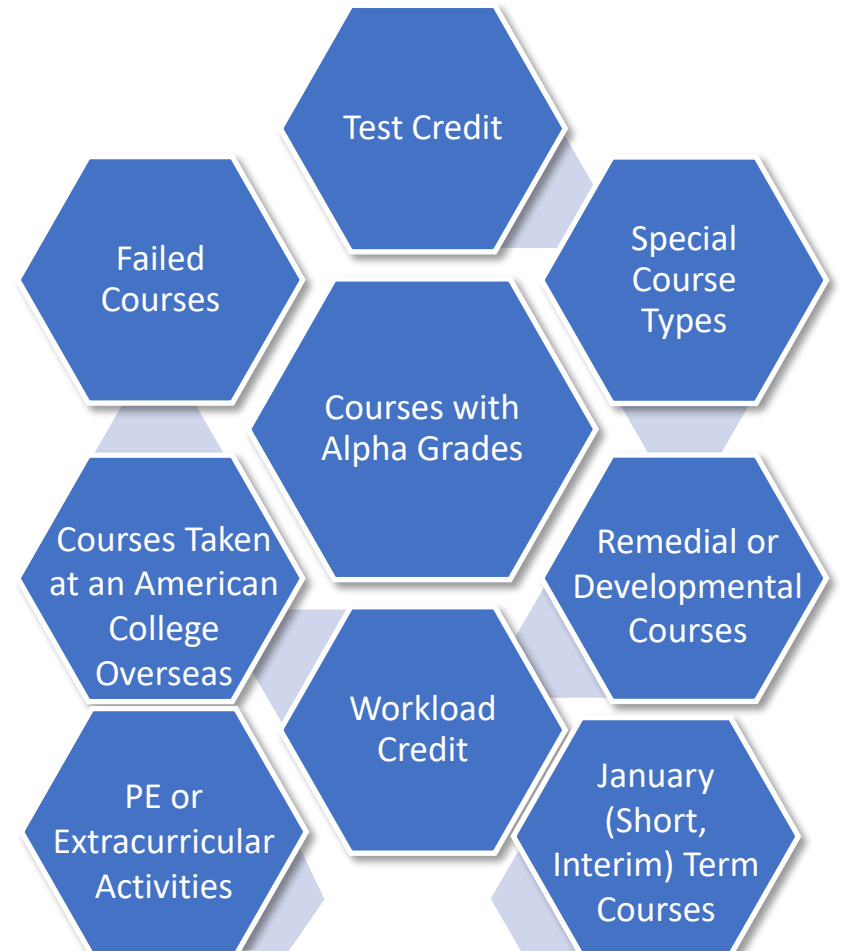 Test Credit
Failed
Courses
Special
Course
Types
Courses with
Alpha Grades
Courses Taken
at an American
College
Overseas
Remedial or
Developmental
Courses
Workload
Credit
PE or
Extracurricular
Activities
January
(Short,
Interim) Term
Courses